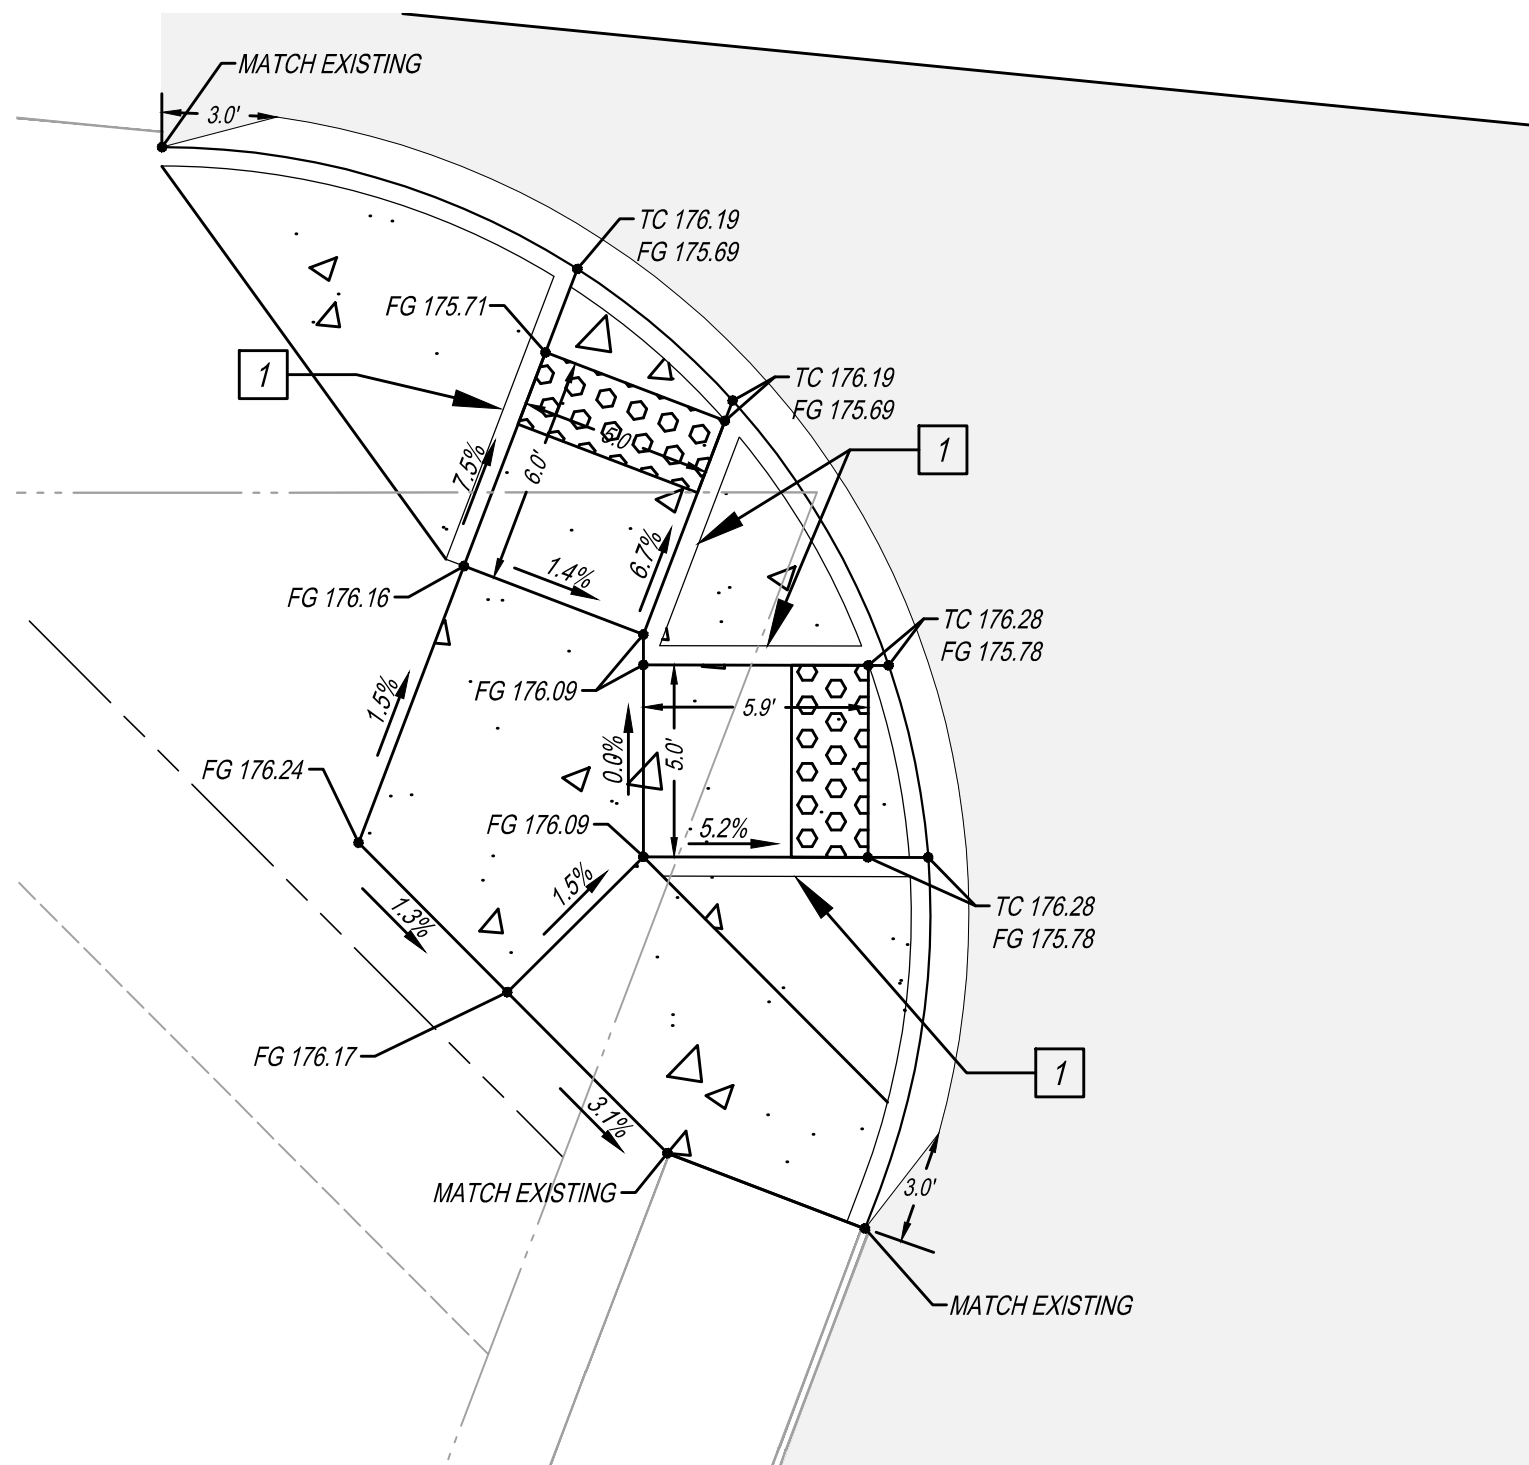 MATCH EXISTING
3.0'
TC 176.19
FG 175.69
FG 175.71
1
TC 176.19
FG 175.69
5.0'
6.0'
7.5%
1
6.7%
1.4%
FG 176.16
TC 176.28
FG 175.78
FG 176.09
1.5%
5.9'
0.0%
5.0'
FG 176.24
FG 176.09
5.2%
1.5%
1.3%
TC 176.28
FG 175.78
FG 176.17
1
3.1%
MATCH EXISTING
3.0'
MATCH EXISTING